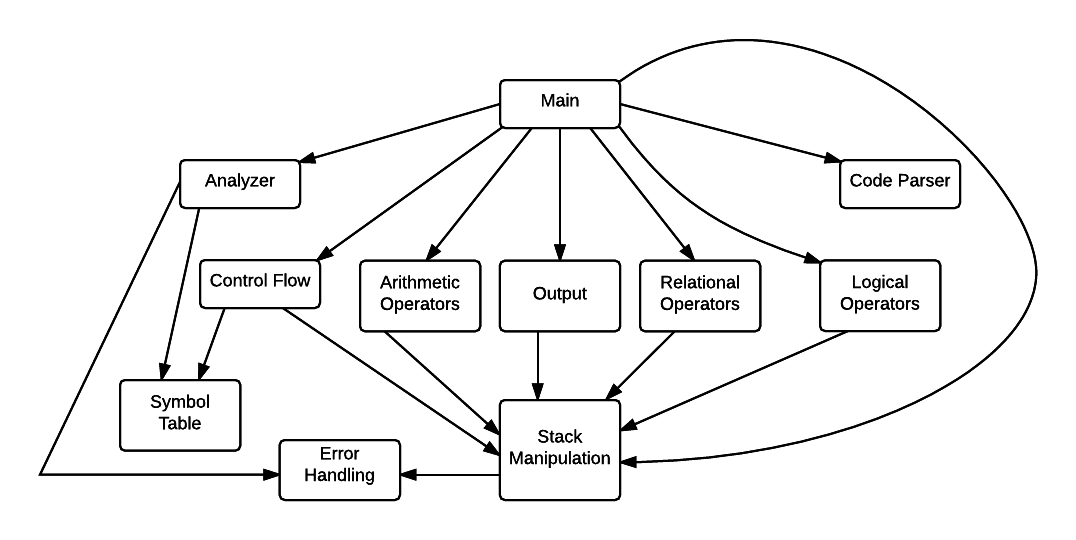 Main
Analyzer
Code Parser
Control Flow
Arithmetic
Operators
Output
Relational
Operators
Logical
Operators
Symbol
Table
Stack
Manipulation
Error
Handling